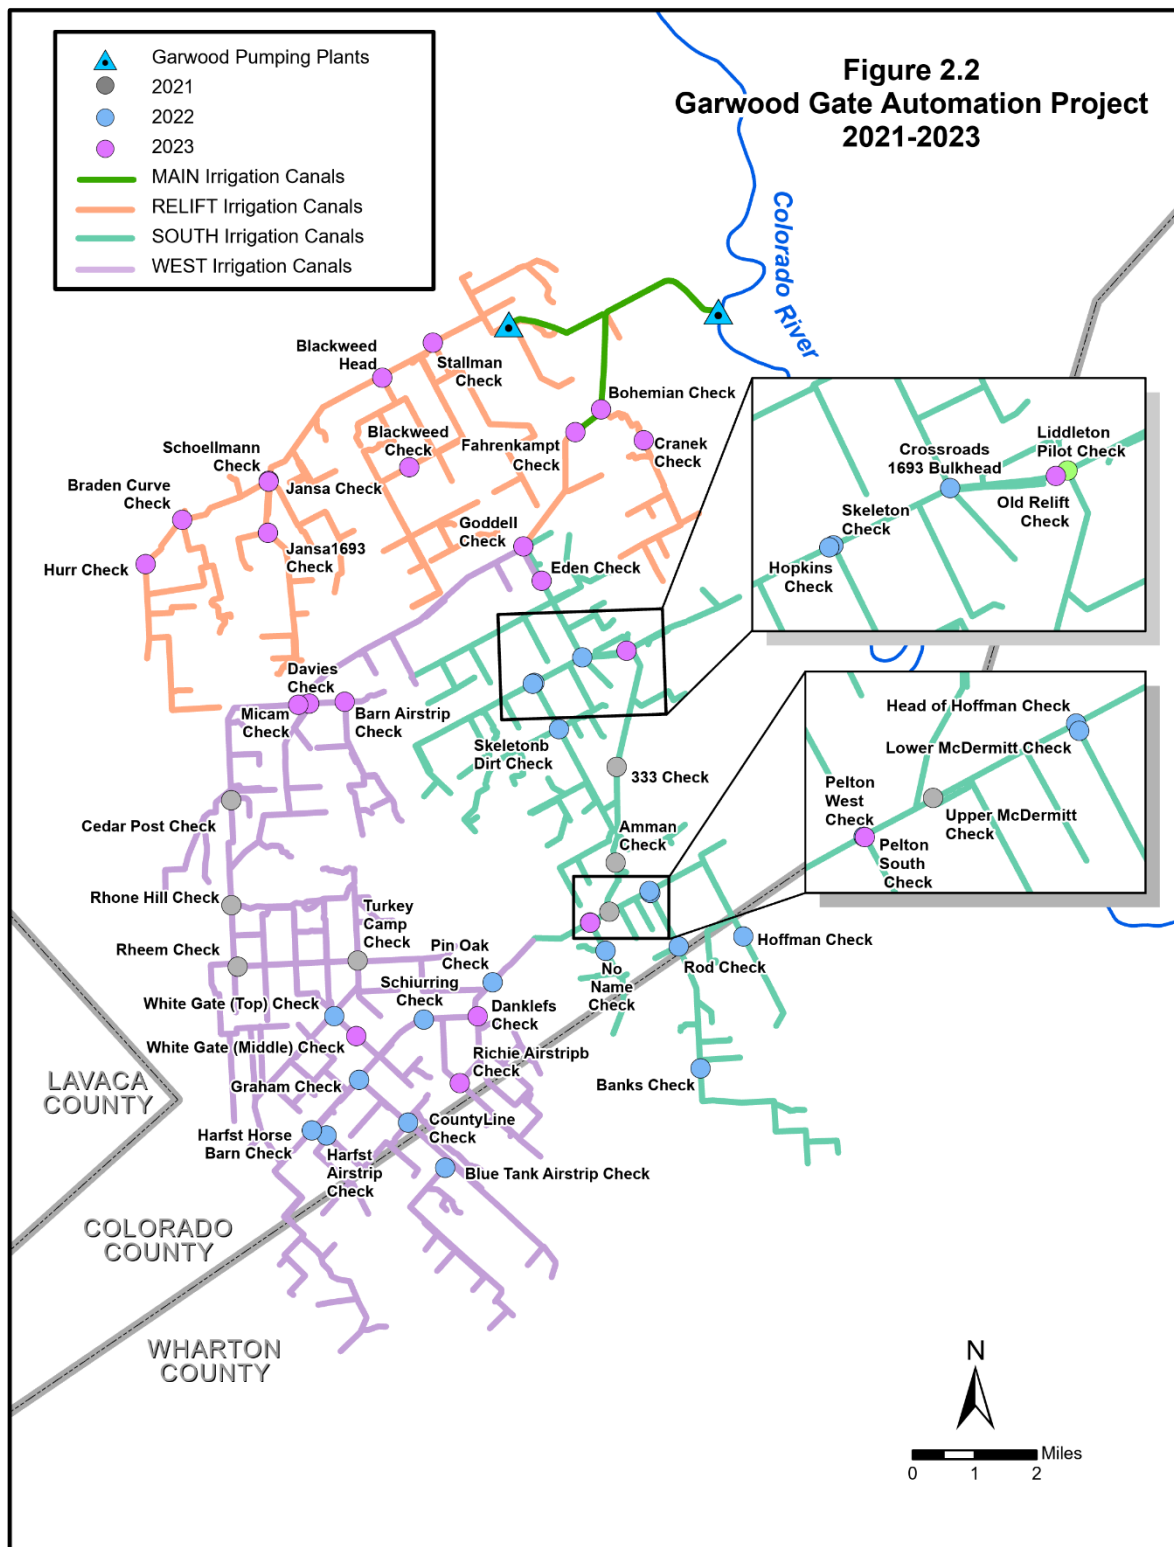 Figure 2.2
Garwood Gate Automation Project
2021-2023
Garwood Pumping Plants
2021
2022
2023
MAIN Irrigation Canals
RELIFT Irrigation Canals
SOUTH Irrigation Canals
WEST Irrigation Canals
Colorado River
Blackweed
Head
Stallman
Check
Bohemian Check
Blackweed
Check
Fahrenkampt
Check
Cranek
Check
Schoellmann
Check
Jansa Check
Braden Curve
Check
Jansa1693
Check
Hurr Check
Goddell
Check
Eden Check
Crossroads
1693 Bulkhead
Liddleton
Pilot Check
Old Relift
Check
Skeleton
Check
Hopkins
Check
Davies
Check
Micam
Check
Barn Airstrip
Check
Skeletonb
Dirt Check
333 Check
Head of Hoffman Check
Lower McDermitt Check
Pelton
West
Check
Upper McDermitt
Check
Pelton
South
Check
Cedar Post Check
Amman
Check
Rhone Hill Check
Turkey
Camp
Check
Rheem Check
Pin Oak
Check
Hoffman Check
Rod Check
No
Name
Check
Schiurring
Check
White Gate (Top) Check
Danklefs
Check
White Gate (Middle) Check
Richie Airstripb
Check
Graham Check
Banks Check
LAVACA
COUNTY
CountyLine
Check
Harfst Horse
Barn Check
Harfst
Airstrip
Check
Blue Tank Airstrip Check
COLORADO
COUNTY
WHARTON
COUNTY
N
Miles
0 1 2